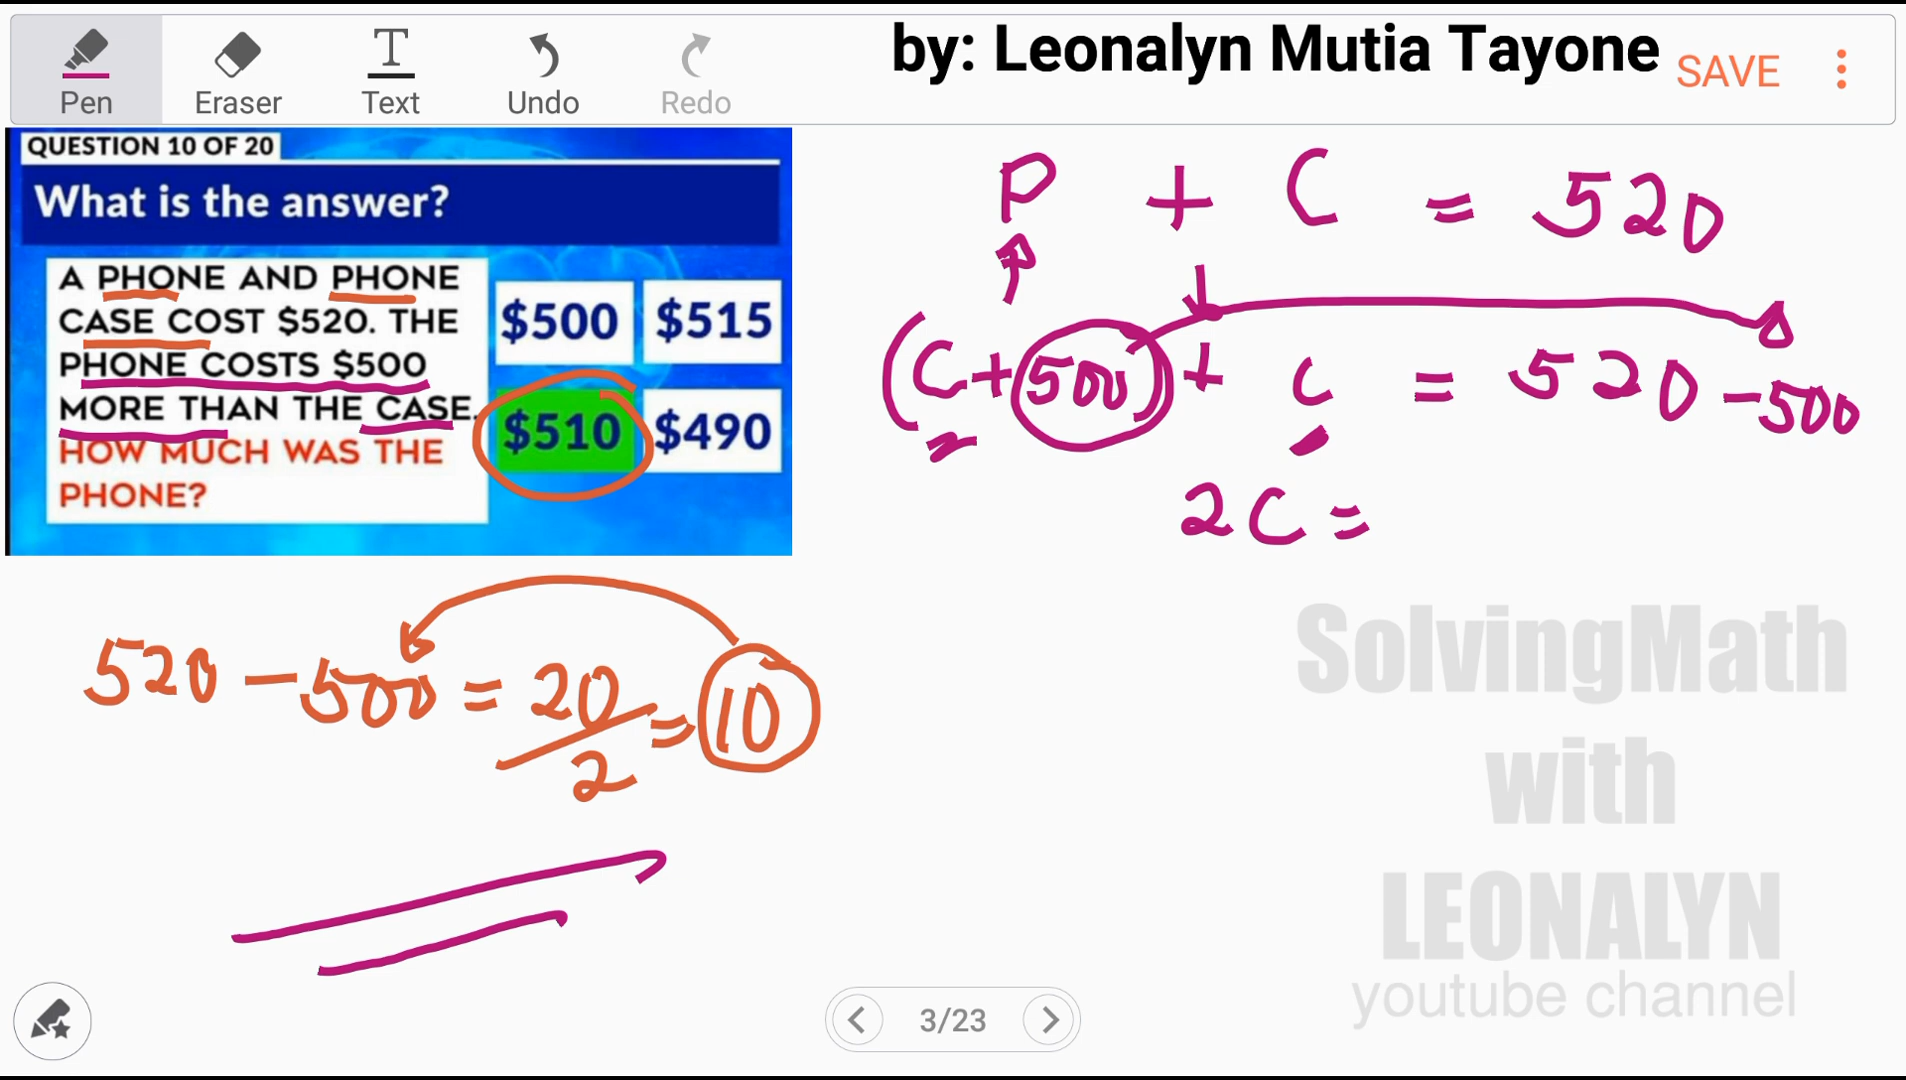 Pen
Eraser
Text
Undo
Redo
by: Leonalyn Mutia Tayone
SAVE
QUESTION 10 OF 20
What is the answer?
A PHONE AND PHONE
CASE COST $520. THE
PHONE COSTS $500
MORE THAN THE CASE.
HOW MUCH WAS THE
PHONE?
$500
$515
$510
$490
P + C = 520
(C+500) + C = 520 -500
2C =
520 - 500 = 20/2 = 10
SolvingMath
with
LEONALYN
youtube channel
3/23